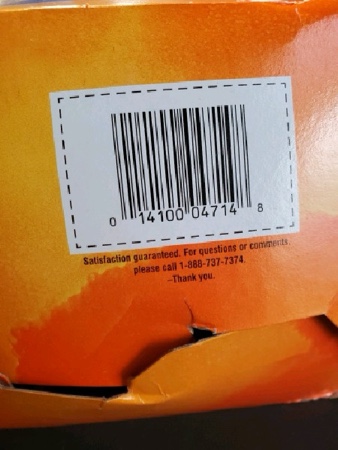 0 14100 04714 8
Satisfaction guaranteed. For questions or comments,
please call 1-888-737-7374.
–Thank you.